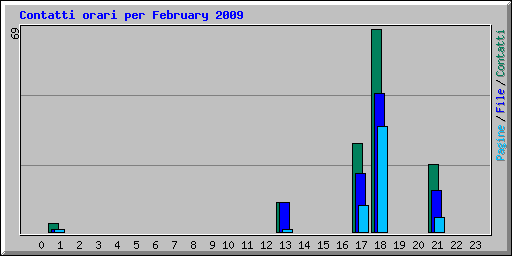 Contatti orari per February 2009
69
Pagine/File/Contatti
0 1 2 3 4 5 6 7 8 9 10 11 12 13 14 15 16 17 18 19 20 21 22 23